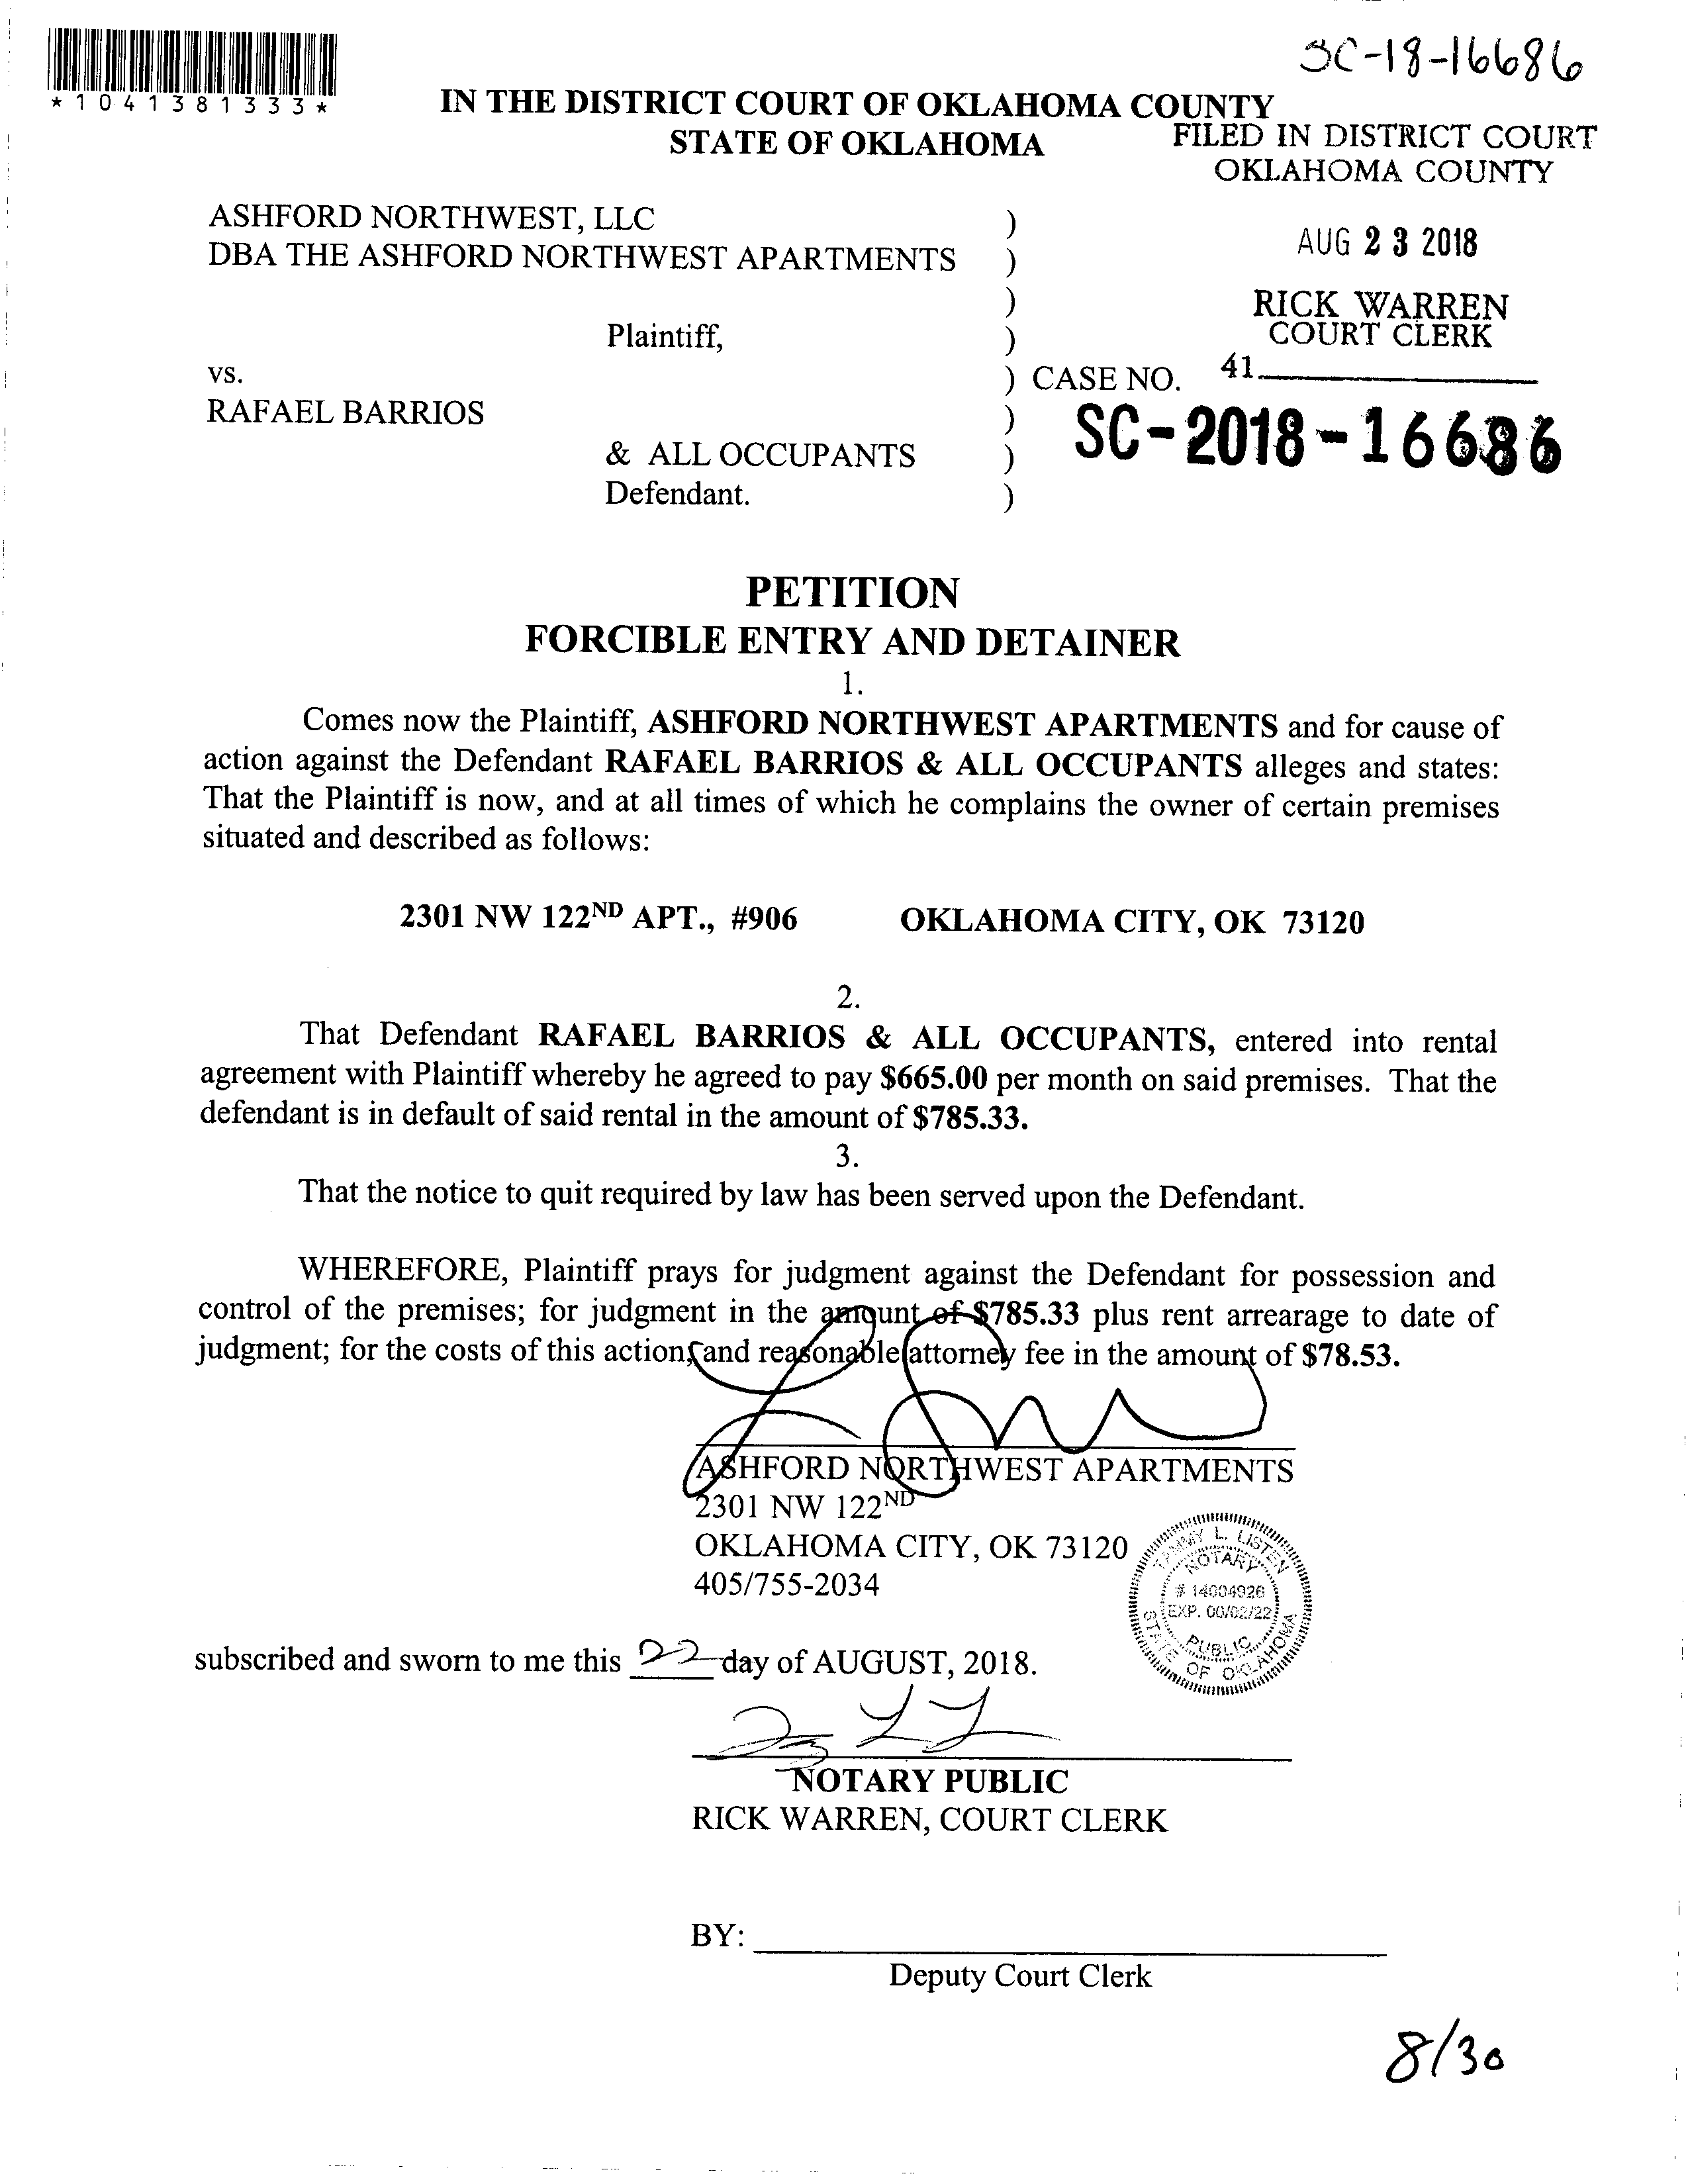 SC-18-16686
*1041381333*
IN THE DISTRICT COURT OF OKLAHOMA COUNTY
STATE OF OKLAHOMA
FILED IN DISTRICT COURT
OKLAHOMA COUNTY
AUG 23 2018
RICK WARREN
COURT CLERK
41
ASHFORD NORTHWEST, LLC )
DBA THE ASHFORD NORTHWEST APARTMENTS )
)
Plaintiff, )
vs. ) CASE NO.
RAFAEL BARRIOS )
SC-2018-16686
& ALL OCCUPANTS )
Defendant. )
PETITION
FORCIBLE ENTRY AND DETAINER
1.
Comes now the Plaintiff, ASHFORD NORTHWEST APARTMENTS and for cause of
action against the Defendant RAFAEL BARRIOS & ALL OCCUPANTS alleges and states:
That the Plaintiff is now, and at all times of which he complains the owner of certain premises
situated and described as follows:
2301 NW 122ND APT., #906 OKLAHOMA CITY, OK 73120
2.
That Defendant RAFAEL BARRIOS & ALL OCCUPANTS, entered into rental
agreement with Plaintiff whereby he agreed to pay $665.00 per month on said premises. That the
defendant is in default of said rental in the amount of $785.33.
3.
That the notice to quit required by law has been served upon the Defendant.
WHEREFORE, Plaintiff prays for judgment against the Defendant for possession and
control of the premises; for judgment in the amount of $785.33 plus rent arrearage to date of
judgment; for the costs of this action, and reasonable attorney fee in the amount of $78.53.
ASHFORD NORTHWEST APARTMENTS
2301 NW 122ND
OKLAHOMA CITY, OK 73120
405/755-2034
TAMMY L. LISTEN
NOTARY
# 14004926
PUBLIC
STATE OF OKLAHOMA
subscribed and sworn to me this 22 day of AUGUST, 2018.
NOTARY PUBLIC
RICK WARREN, COURT CLERK
BY:
Deputy Court Clerk
8/30